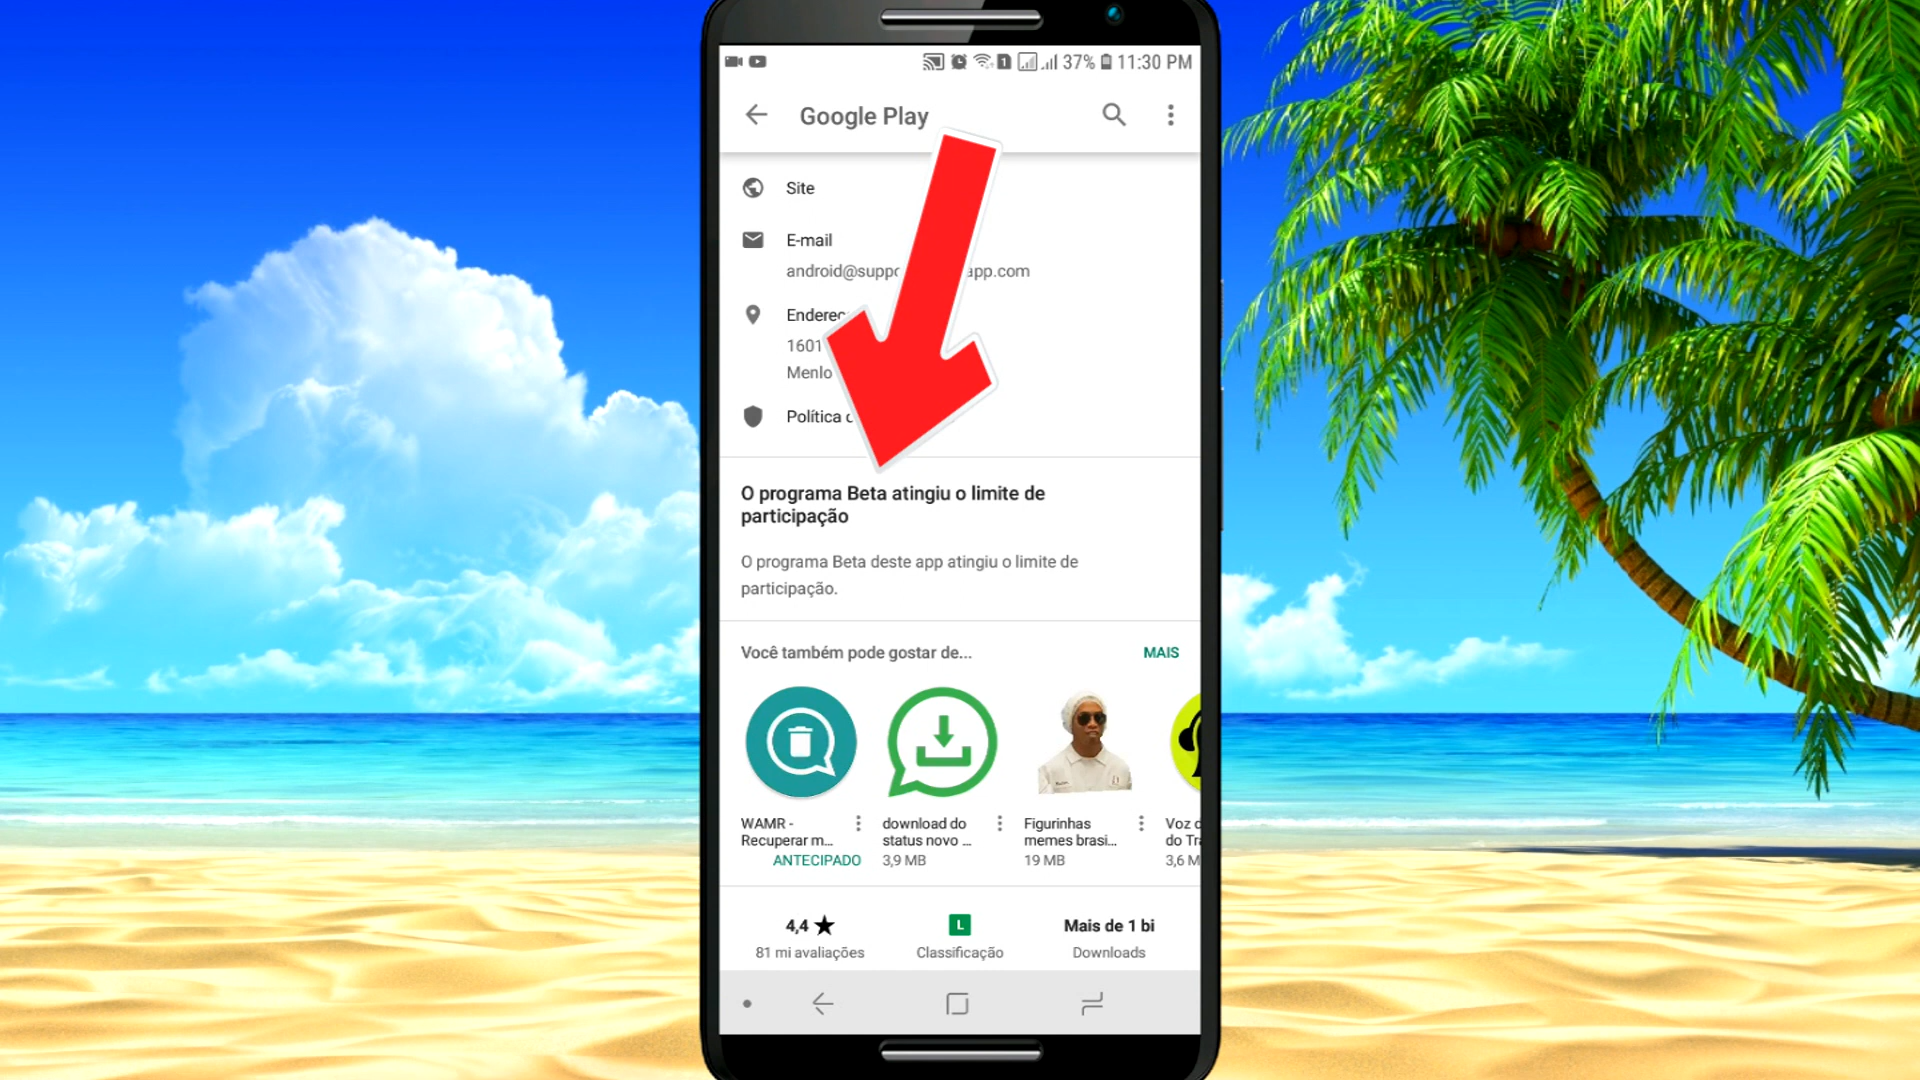 37% 11:30 PM
Google Play
Site
E-mail
android@suppo app.com
1601
Menlo
Política
O programa Beta atingiu o limite de
participação
O programa Beta deste app atingiu o limite de
participação.
Você também pode gostar de...
MAIS
WAMR -
Recuperar m...
ANTECIPADO
download do
status novo ...
3,9 MB
Figurinhas
memes brasi...
19 MB
Voz
3,6
4,4 ★
81 mi avaliações
L
Classificação
Mais de 1 bi
Downloads